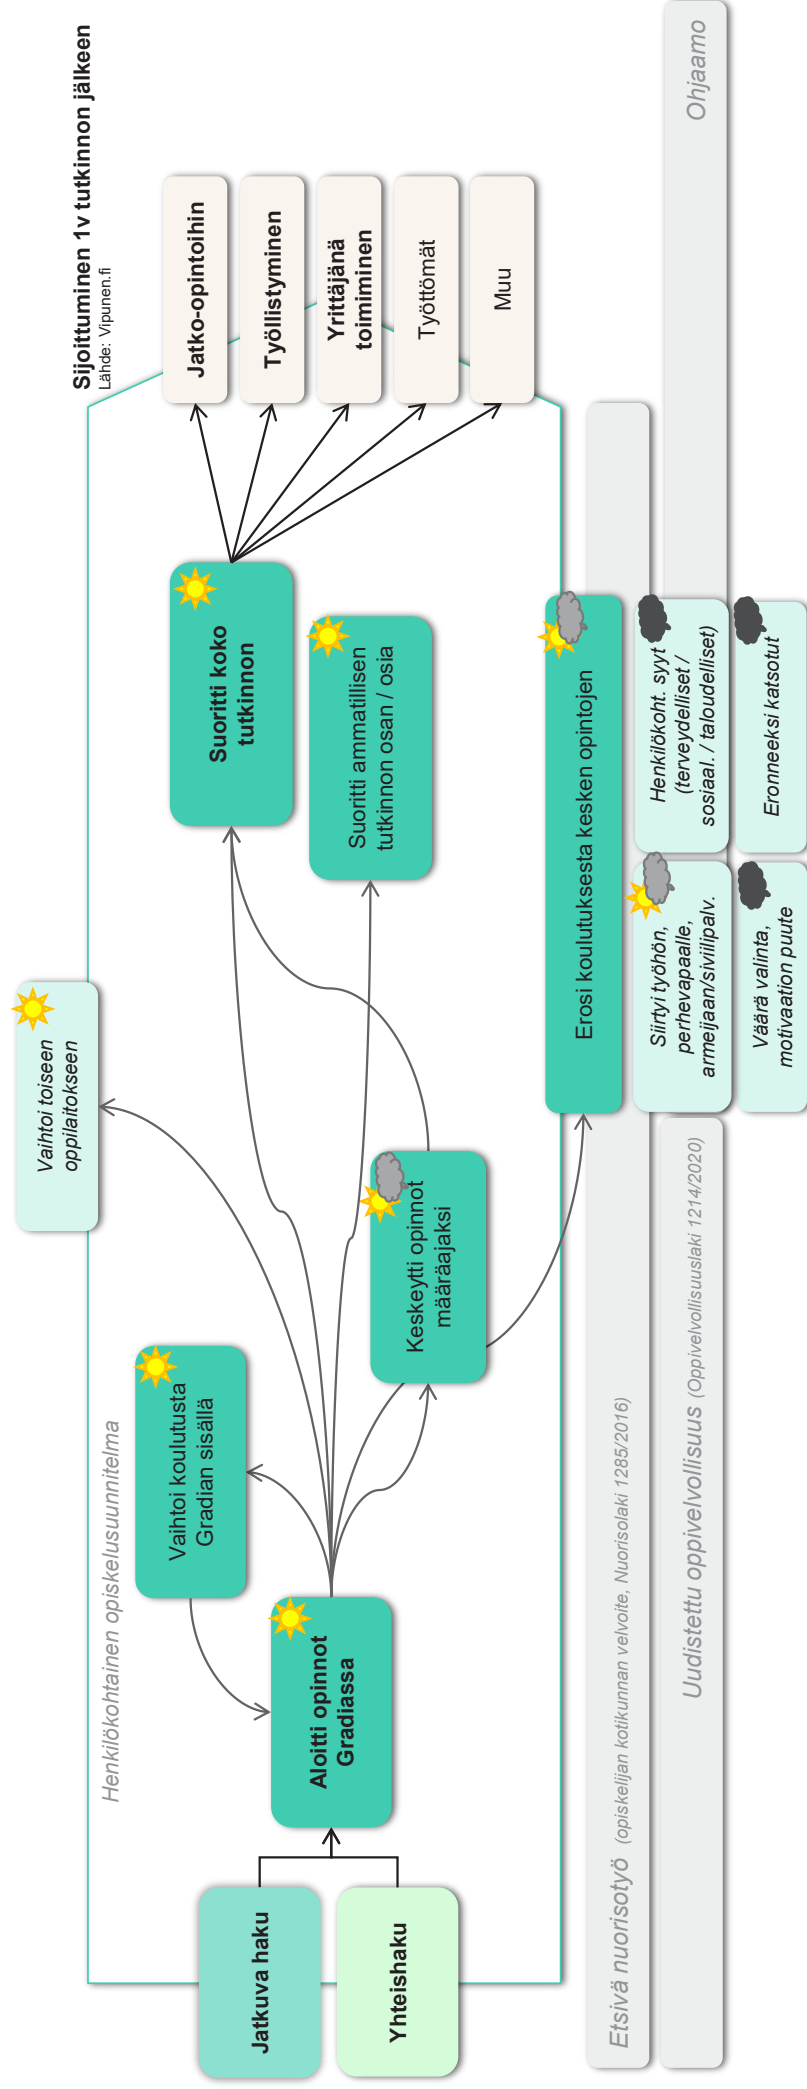 Sijoittuminen 1v tutkinnon jälkeen
Lähde: Vipunen.fi
Henkilökohtainen opiskelusuunnitelma
Jatkuva haku
Yhteishaku
Aloitti opinnot
Gradiassa
Vaihtoi koulutusta
Gradian sisällä
Vaihtoi toiseen
oppilaitokseen
Keskeytti opinnot
määräajaksi
Suoritti koko
tutkinnon
Suoritti ammatillisen
tutkinnon osan / osia
Jatko-opintoihin
Työllistyminen
Yrittäjänä
toimiminen
Työttömät
Muu
Erosi koulutuksesta kesken opintojen
Siirtyi työhön,
perhevapaalle,
armeijaan/siviilipalv.
Henkilökoht. syyt
(terveydelliset /
sosiaal. / taloudelliset)
Väärä valinta,
motivaation puute
Eronneeksi katsotut
Etsivä nuorisotyö (opiskelijan kotikunnan velvoite, Nuorisolaki 1285/2016)
Uudistettu oppivelvollisuus (Oppivelvollisuuslaki 1214/2020)
Ohjaamo